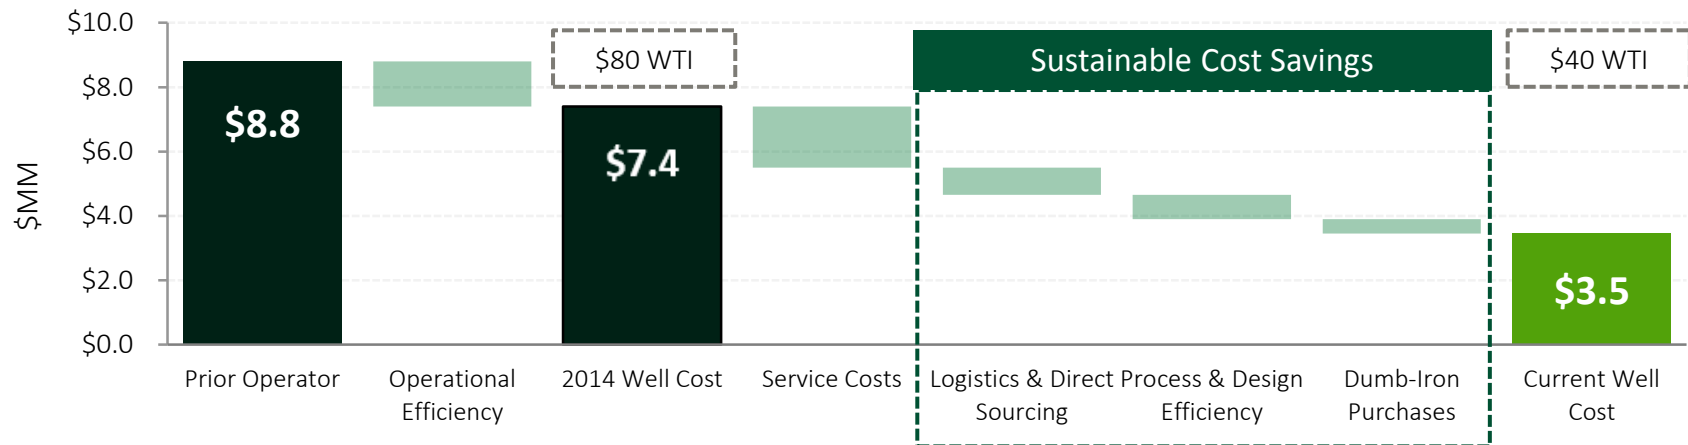 $10.0
$80 WTI
Sustainable Cost Savings
$40 WTI
$8.0
$8.8
$6.0
$7.4
$MM
$4.0
$2.0
$3.5
$0.0
Prior Operator
Operational
Efficiency
2014 Well Cost
Service Costs
Logistics & Direct
Sourcing
Process & Design
Efficiency
Dumb-Iron
Purchases
Current Well
Cost